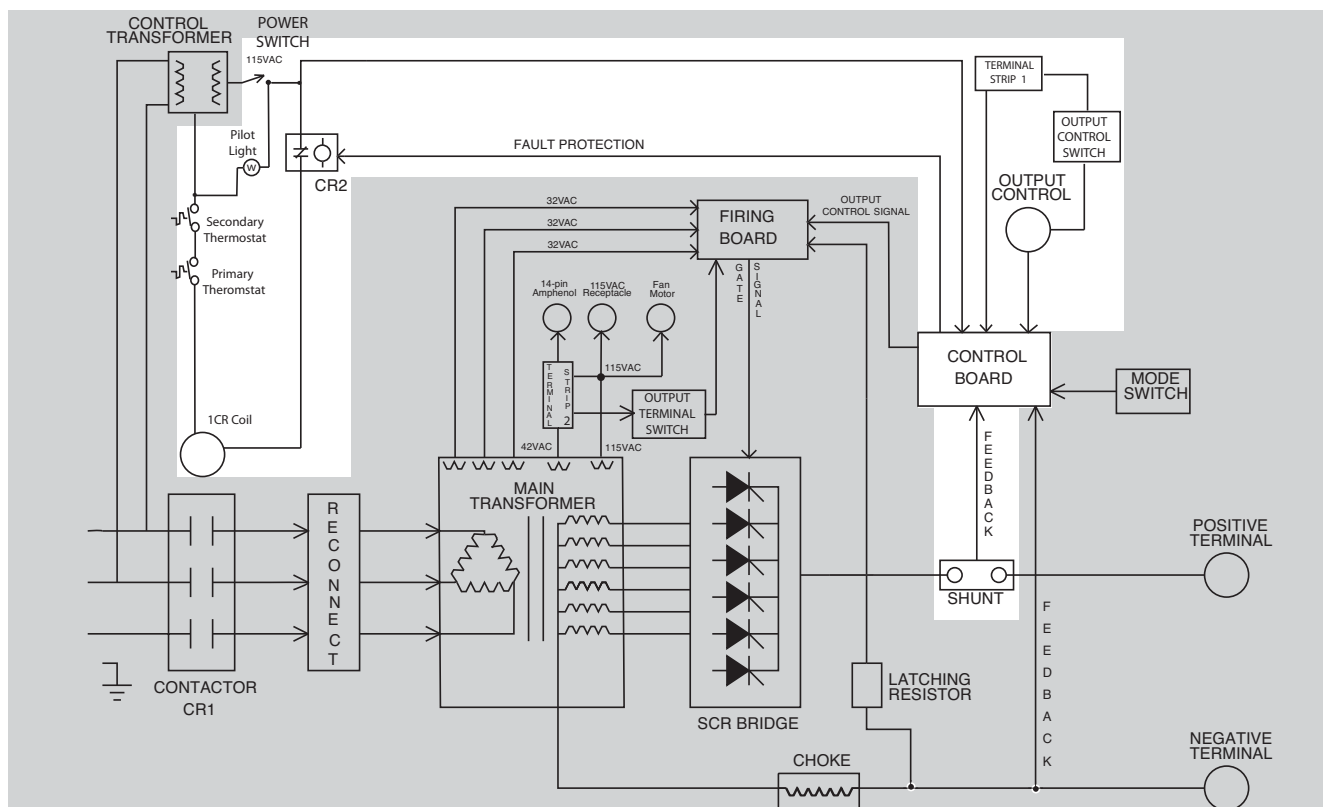 CONTROL
TRANSFORMER
POWER
SWITCH
115VAC
TERMINAL
STRIP 1
OUTPUT
CONTROL
SWITCH
Pilot
Light
W
FAULT PROTECTION
CR2
OUTPUT
CONTROL
Secondary
Thermostat
Primary
Theromstat
32VAC
32VAC
32VAC
FIRING
BOARD
OUTPUT
CONTROL SIGNAL
GATE
SIGNAL
14-pin
Amphenol
115VAC
Receptacle
Fan
Motor
TERMINAL
STRIP 2
115VAC
OUTPUT
TERMINAL
SWITCH
CONTROL
BOARD
MODE
SWITCH
1CR Coil
42VAC
115VAC
FEEDBACK
MAIN
TRANSFORMER
RECONNECT
POSITIVE
TERMINAL
SHUNT
FEEDBACK
CONTACTOR
CR1
SCR BRIDGE
LATCHING
RESISTOR
CHOKE
NEGATIVE
TERMINAL